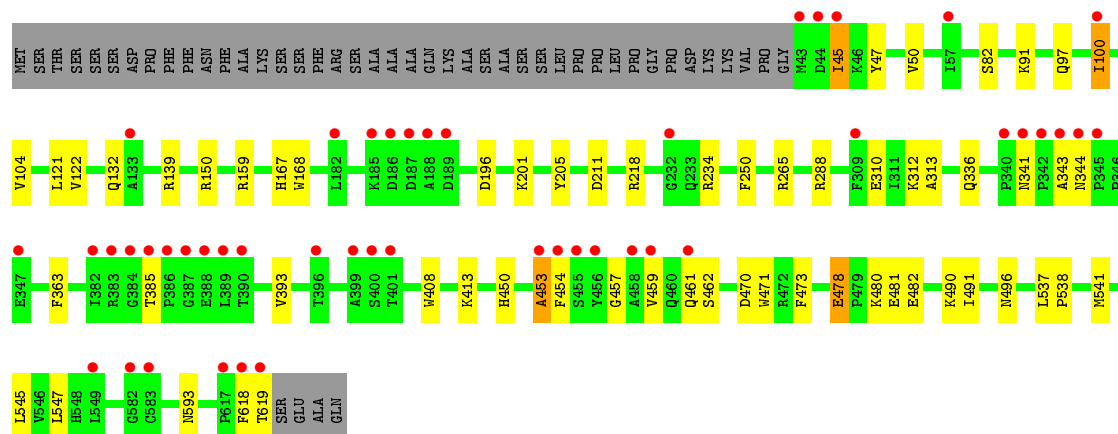 MET SER THR SER SER SER ASP PRO PHE PHE ASN PHE ALA LYS SER SER PHE ARG SER ALA ALA ALA GLN LYS ALA SER ALA ALA SER SER LEU PRO PRO LEU PRO PRO GLY PRO ASP LYS LYS VAL PRO GLY M43 D44 I45 K46 Y47 V50 I57 S82 K91 Q97 I100
V104 L121 V122 Q132 A133 R139 R150 R159 H167 W168 L182 K185 D186 D187 A188 D189 D196 K201 Y205 D211 R218 G232 Q233 R234 F250 R265 R288 F309 E310 I311 K312 A313 Q336 P340 N341 P342 A343 N344 P345 P346
E347 F363 I382 R383 G384 T385 P386 G387 E388 L389 T390 V393 T396 A399 S400 T401 W408 K413 H450 A453 F454 S455 Y456 G457 A458 V459 Q460 Q461 S462 D470 W471 R472 F473 E478 P479 K480 E481 E482 K490 I491 N496 L537 P538 M541
L545 V546 L547 H548 L549 G582 C583 N593 P617 F618 T619 SER GLU ALA GLN